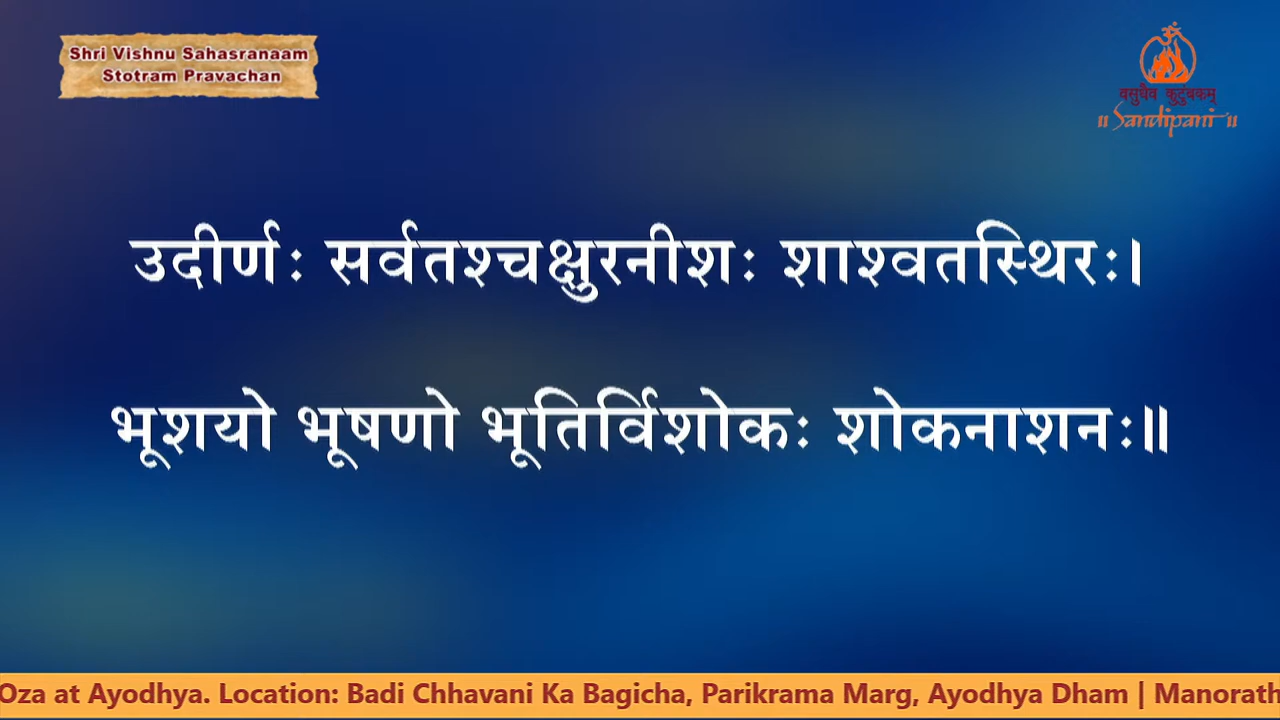 Shri Vishnu Sahasranaam
Stotram Pravachan
वसुधैव कुटुंबकम्
॥ Sandipani ॥
उदीर्णः सर्वतश्चक्षुरनीशः शाश्वतस्थिरः।
भूशयो भूषणो भूतिर्विशोकः शोकनाशनः॥
Oza at Ayodhya. Location: Badi Chhavani Ka Bagicha, Parikrama Marg, Ayodhya Dham | Manorath